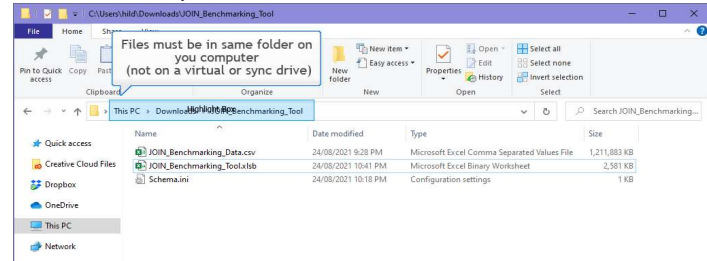 C:\Users\hild\Downloads\JOIN_Benchmarking_Tool
File Home Share View
Files must be in same folder on
you computer
(not on a virtual or sync drive)
Pin to Quick access
Copy
Clipboard
Organize
New folder
New item
Easy access
New
Properties
Open
Edit
History
Open
Select all
Select none
Invert selection
Select
This PC > Downloads > JOIN_Benchmarking_Tool
Highlight Box
Search JOIN_Benchmarking...
Name Date modified Type Size
Quick access
Creative Cloud Files
Dropbox
OneDrive
This PC
Network
JOIN_Benchmarking_Data.csv 24/08/2021 9:28 PM Microsoft Excel Comma Separated Values File 1,211,883 KB
JOIN_Benchmarking_Tool.xlsb 24/08/2021 10:41 PM Microsoft Excel Binary Worksheet 2,581 KB
Schema.ini 24/08/2021 10:18 PM Configuration settings 1 KB